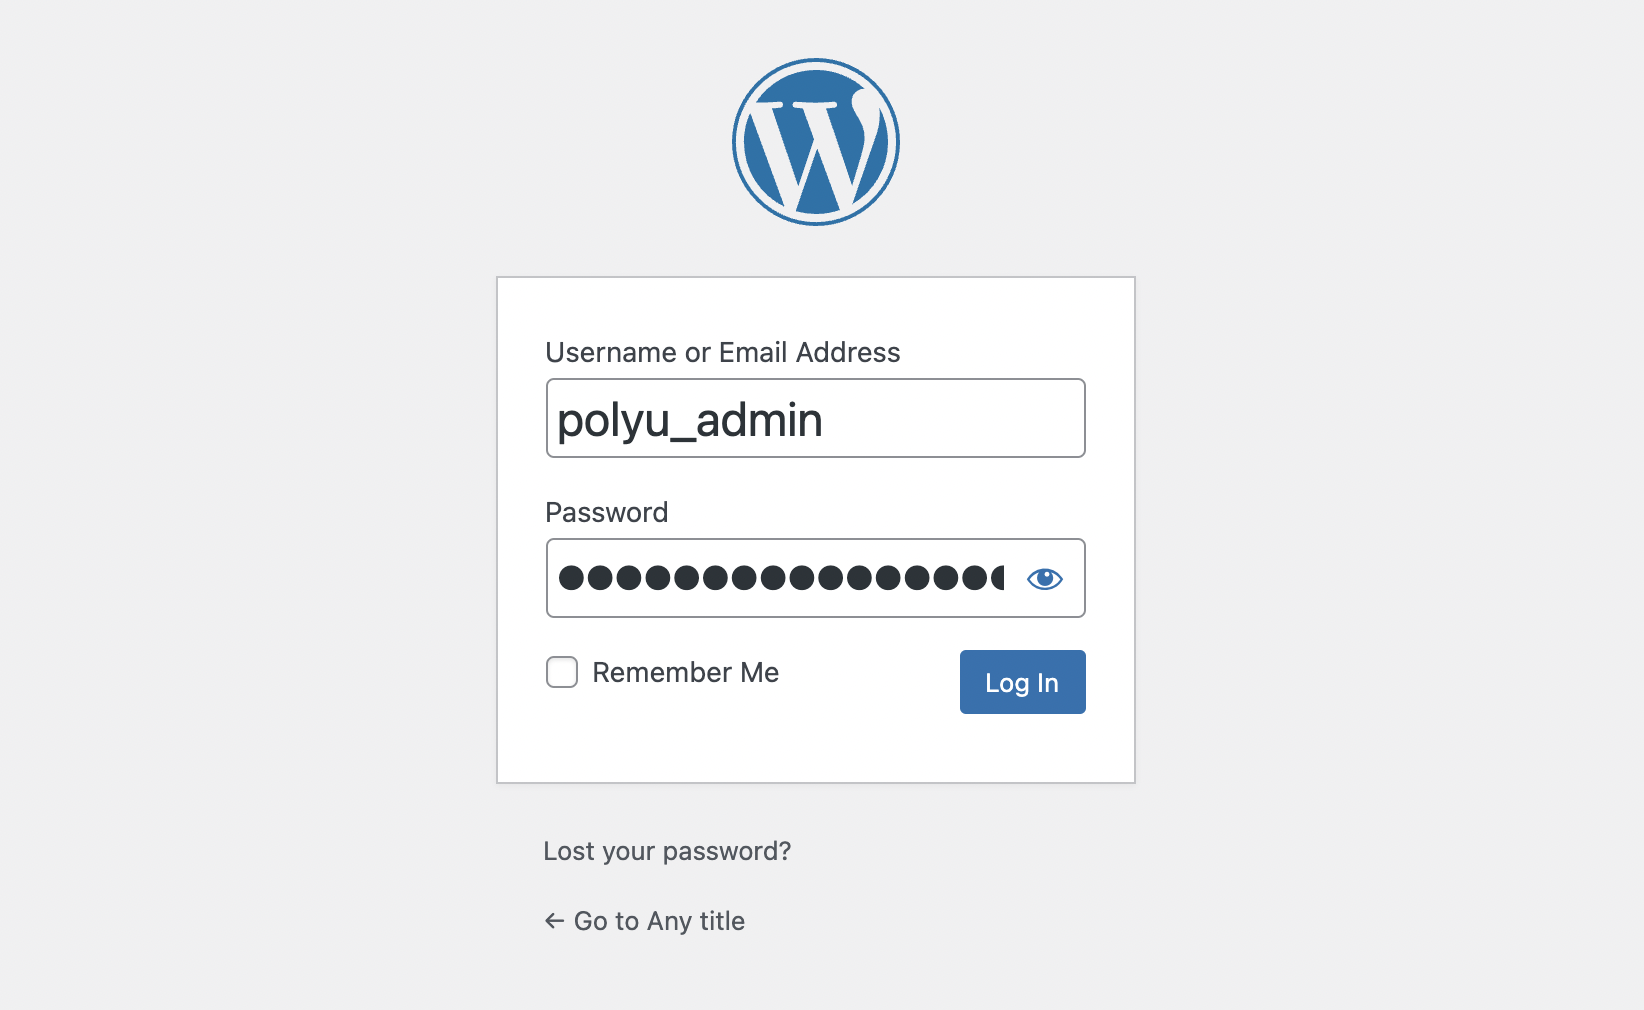 Username or Email Address
polyu_admin
Password
Remember Me
Log In
Lost your password?
← Go to Any title